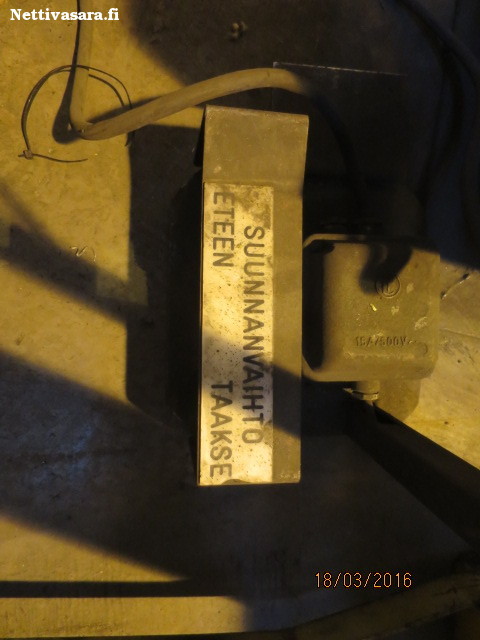 Nettivasara.fi
SUUNNANVAIHTO
ETEEN TAAKSE
15A/500V
18/03/2016